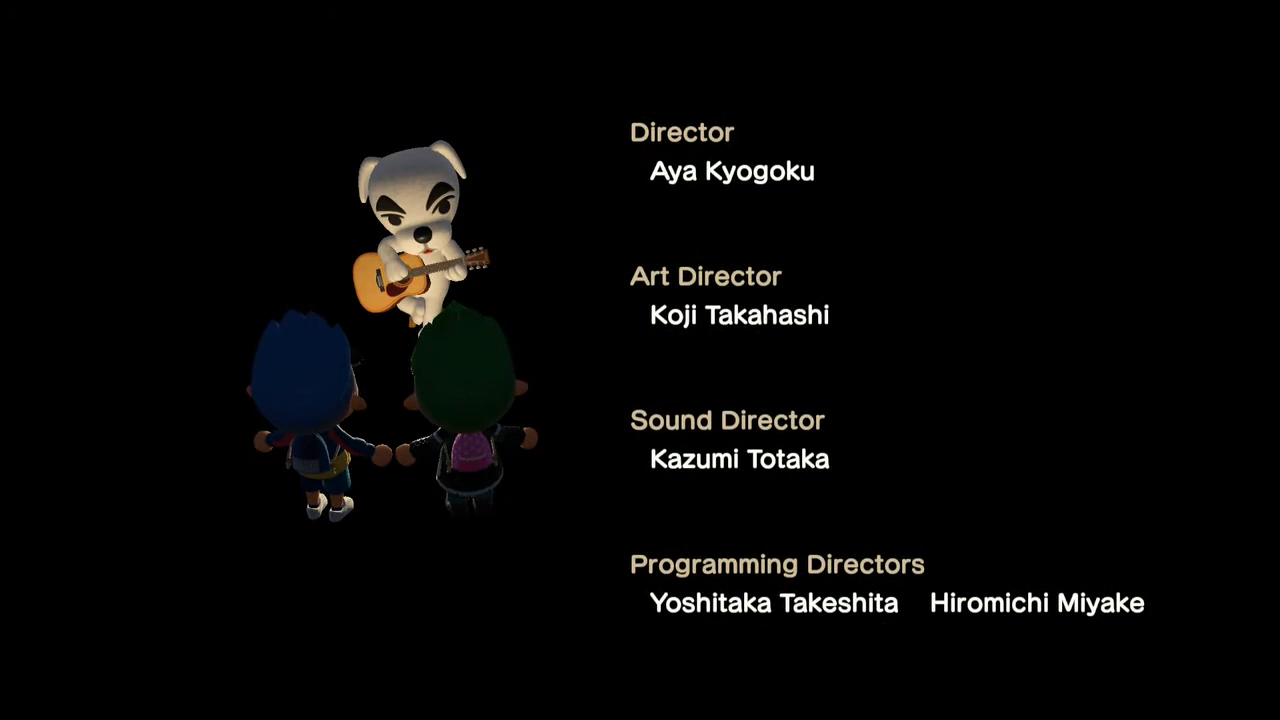 Director
Aya Kyogoku
Art Director
Koji Takahashi
Sound Director
Kazumi Totaka
Programming Directors
Yoshitaka Takeshita Hiromichi Miyake